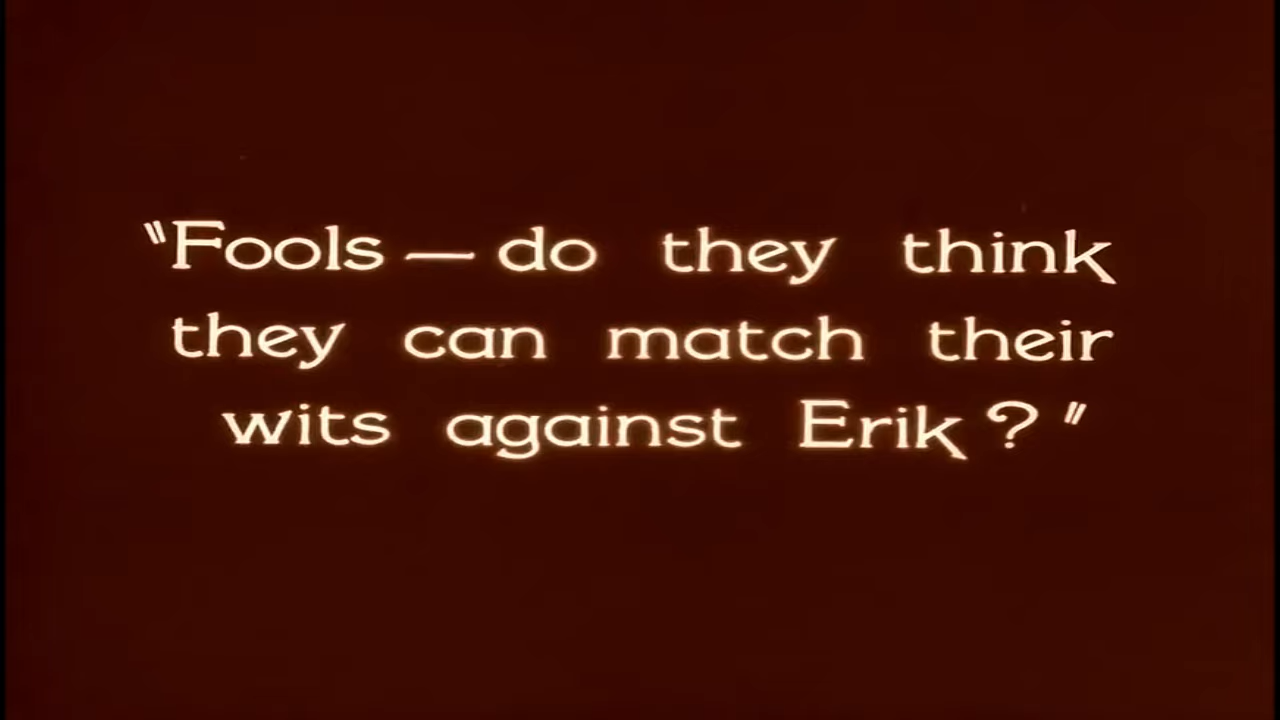 "Fools — do they think
they can match their
wits against Erik?"